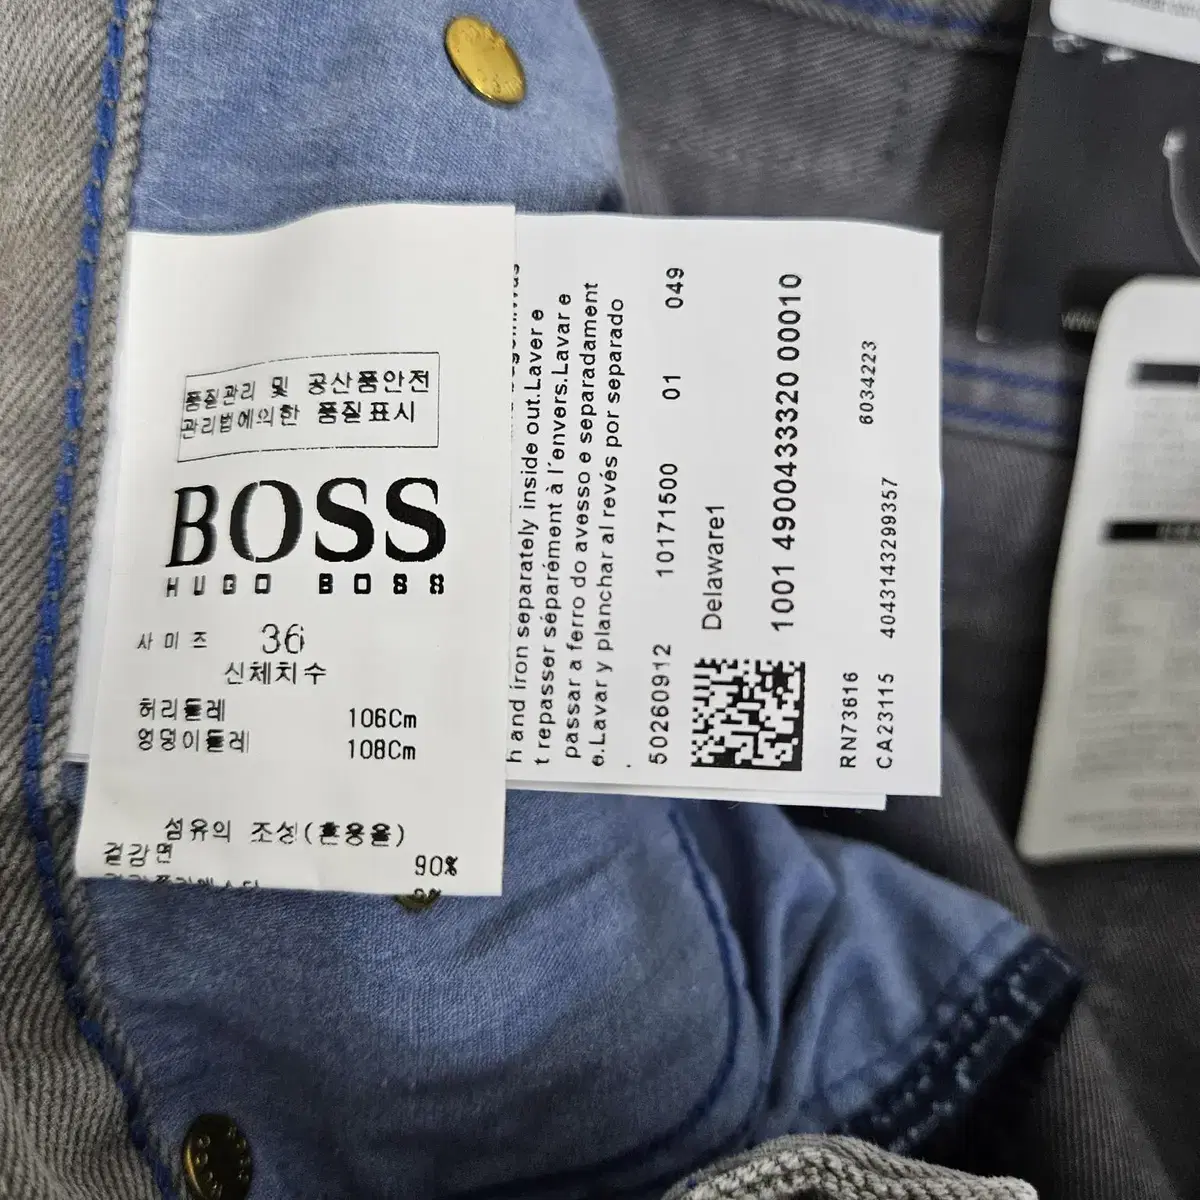 품질관리 및 공산품안전
관리법에의한 품질표시
BOSS
HUGO BOSS
사이즈 36
신체치수
허리둘레 106Cm
엉덩이둘레 108Cm
섬유의 조성(혼용율)
겉감면 90%
h and iron separately inside out.Laver e
t repasser séparément à l'envers.Lavar e
passar a ferro do avesso e separadament
e.Lavar y planchar al revés por separado
.
50260912 10171500 01 049
Delaware1
1001 4900433320 00010
RN73616 6034223
CA23115 4043143299357